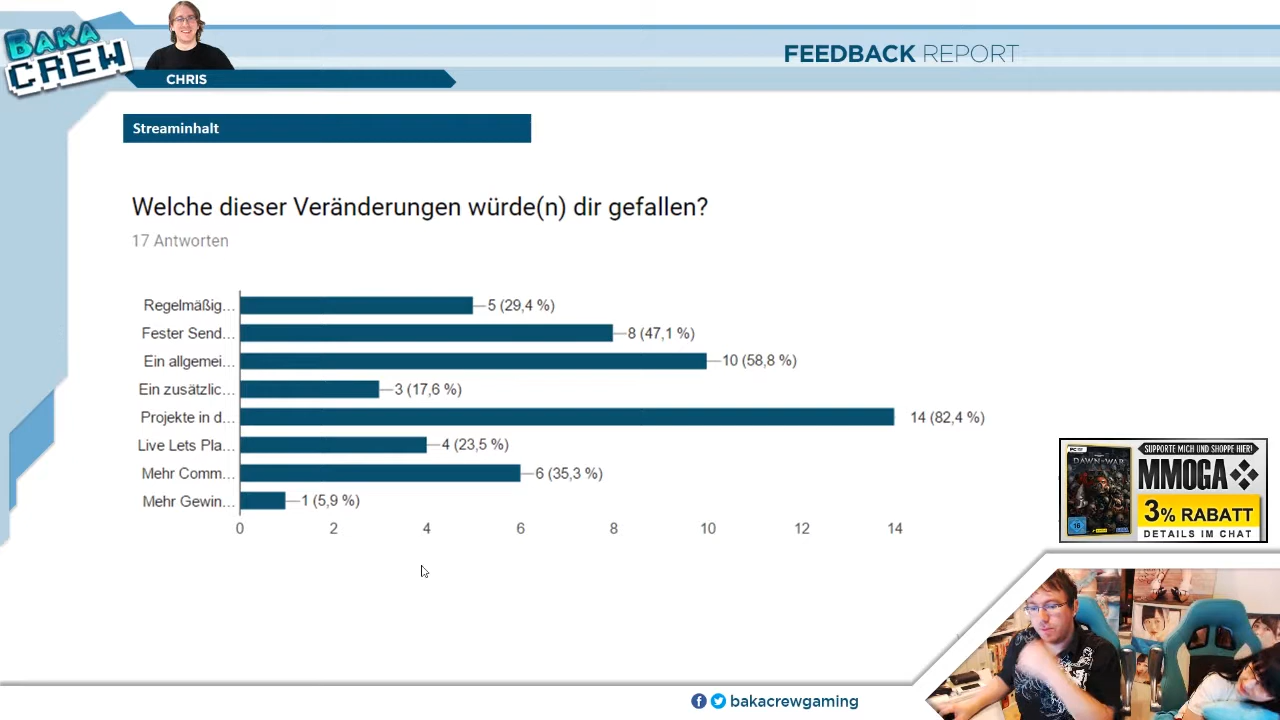 BAKA
CREW
CHRIS
FEEDBACK REPORT
Streaminhalt
Welche dieser Veränderungen würde(n) dir gefallen?
17 Antworten
Regelmäßig... 5 (29,4 %)
Fester Send... 8 (47,1 %)
Ein allgemei... 10 (58,8 %)
Ein zusätzlic... 3 (17,6 %)
Projekte in d... 14 (82,4 %)
Live Lets Pla... 4 (23,5 %)
Mehr Comm... 6 (35,3 %)
Mehr Gewin... 1 (5,9 %)
0 2 4 6 8 10 12 14
SUPPORTE MICH UND SHOPPE HIER!
DAWN OF WAR
MMOGA
3% RABATT
DETAILS IM CHAT
bakacrewgaming